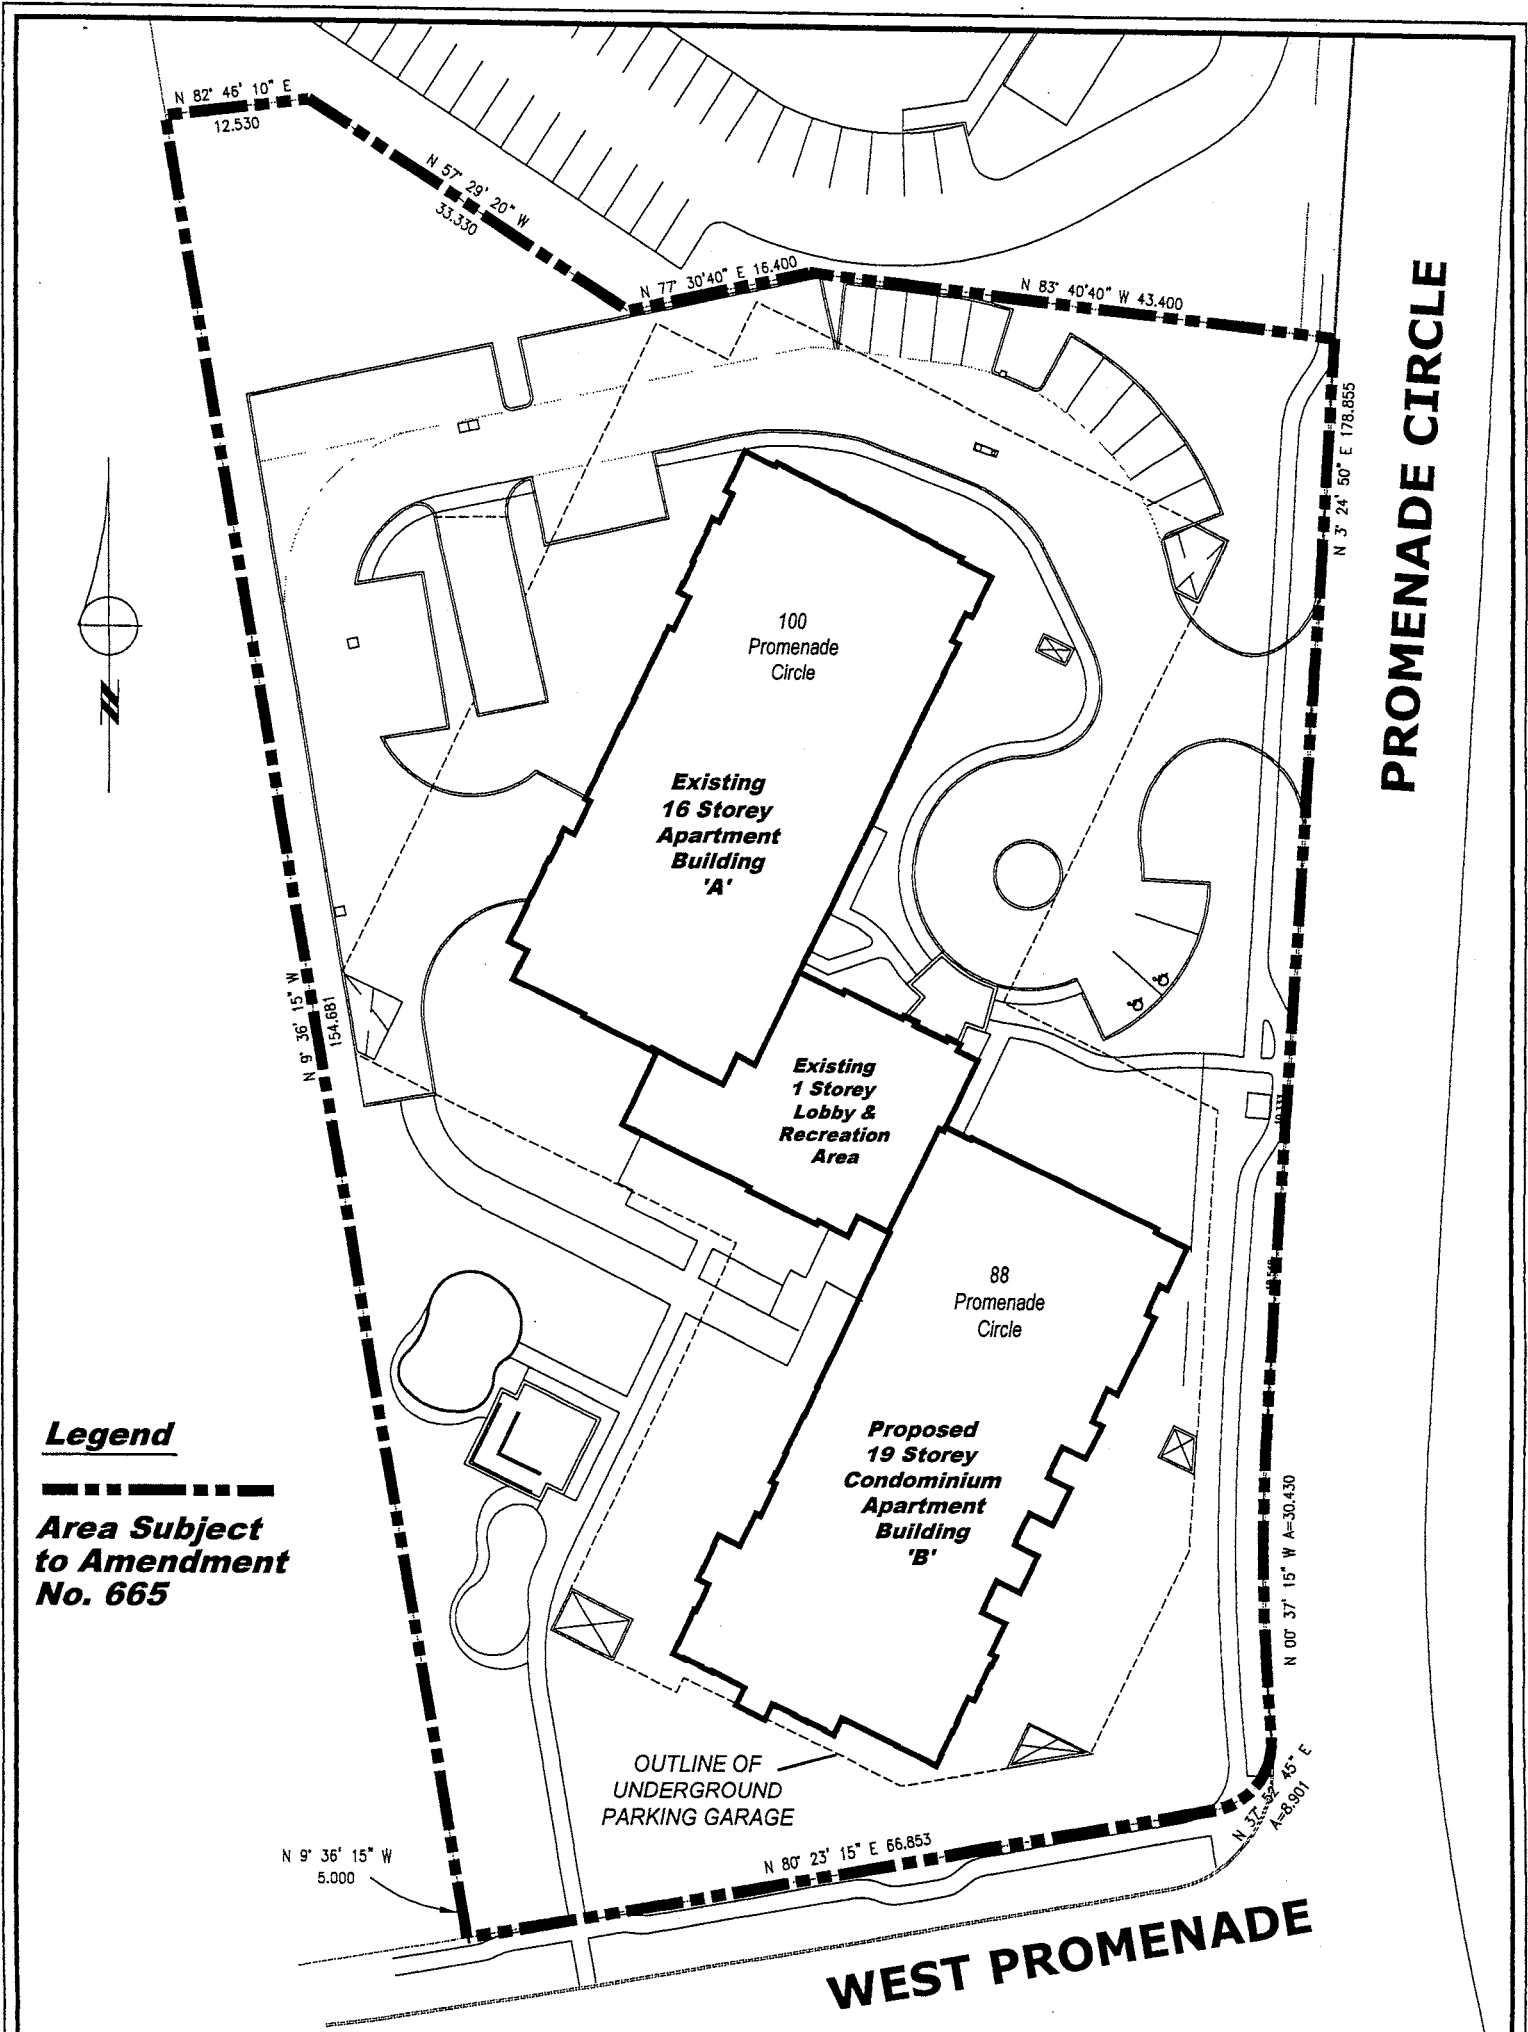 N 82° 46' 10" E
12.530
N 57° 29' 20" W
33.330
N 77° 30'40" E 16.400
N 83° 40'40" W 43.400
N 3° 24' 50" E 178.855
PROMENADE CIRCLE
N
100
Promenade
Circle
Existing
16 Storey
Apartment
Building
'A'
N 9° 36' 15" W
154.681
Existing
1 Storey
Lobby &
Recreation
Area
88
Promenade
Circle
Proposed
19 Storey
Condominium
Apartment
Building
'B'
Legend
Area Subject
to Amendment
No. 665
N 00° 37' 15" W A=30.430
N 37° 52' 45" E
A=8.901
OUTLINE OF
UNDERGROUND
PARKING GARAGE
N 9° 36' 15" W
5.000
N 80° 23' 15" E 66.853
WEST PROMENADE